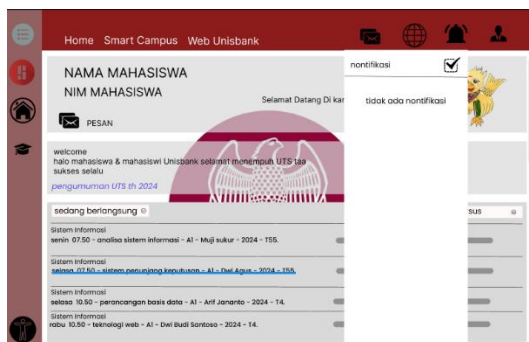 Home Smart Campus Web Unisbank
NAMA MAHASISWA
NIM MAHASISWA
Selamat Datang Di kar
PESAN
nontifikasi
tidak ada nontifikasi
welcome
halo mahasiswa & mahasiswi Unisbank selamat menempuh UTS taa
sukses selalu
pengumuman UTS th 2024
sedang berlangsung
rsus
Sistem Informasi
senin 07.50 - analisa sistem informasi - A1 - Muji sukur - 2024 - T55.
Sistem Informasi
selasa 07.50 - sistem penunjang keputusan - A1 - Dwi Agus - 2024 - T55.
Sistem Informasi
selasa 10.50 - perancangan basis data - A1 - Arif Jananto - 2024 - T4.
Sistem Informasi
rabu 10.50 - teknologi web - A1 - Dwi Budi Santoso - 2024 - T4.